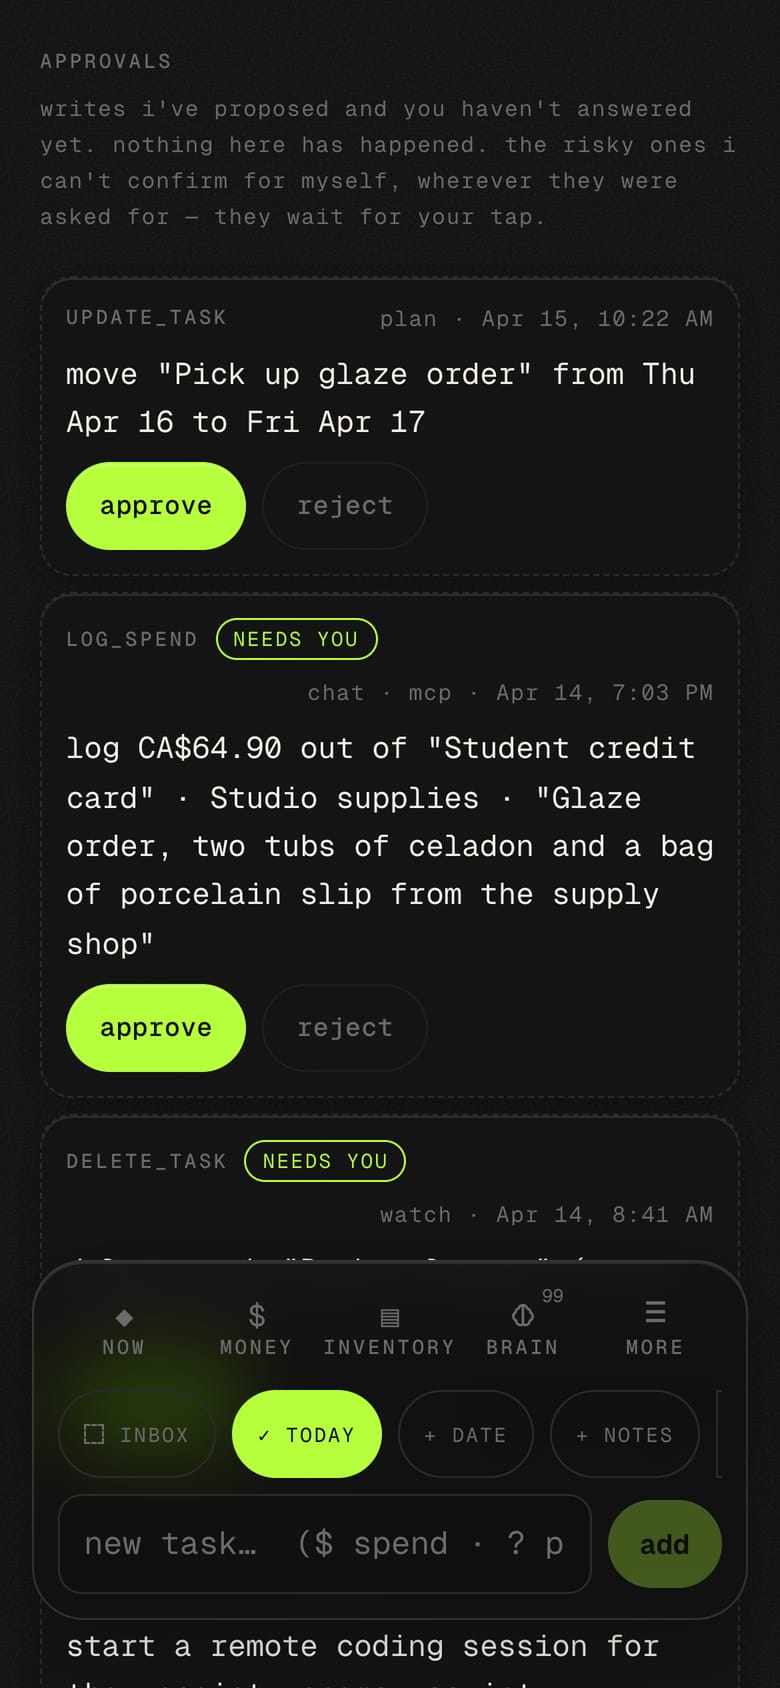 APPROVALS
writes i've proposed and you haven't answered
yet. nothing here has happened. the risky ones i
can't confirm for myself, wherever they were
asked for — they wait for your tap.
UPDATE_TASK
plan · Apr 15, 10:22 AM
move "Pick up glaze order" from Thu
Apr 16 to Fri Apr 17
approve
reject
LOG_SPEND
NEEDS YOU
chat · mcp · Apr 14, 7:03 PM
log CA$64.90 out of "Student credit
card" · Studio supplies · "Glaze
order, two tubs of celadon and a bag
of porcelain slip from the supply
shop"
approve
reject
DELETE_TASK
NEEDS YOU
watch · Apr 14, 8:41 AM
99
NOW
$
MONEY
INVENTORY
BRAIN
MORE
INBOX
✓ TODAY
+ DATE
+ NOTES
new task… ($ spend · ? p
add
start a remote coding session for